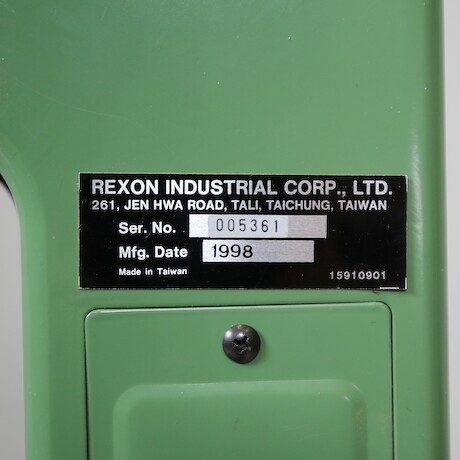 REXON INDUSTRIAL CORP., LTD.
261, JEN HWA ROAD, TALI, TAICHUNG, TAIWAN
Ser. No. 005361
Mfg. Date 1998
Made in Taiwan 15910901